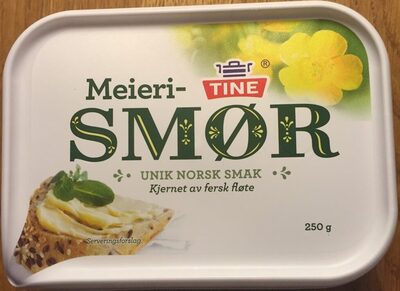 TINE ®
Meieri-
SMØR
UNIK NORSK SMAK
Kjernet av fersk fløte
Serveringsforslag.
250 g